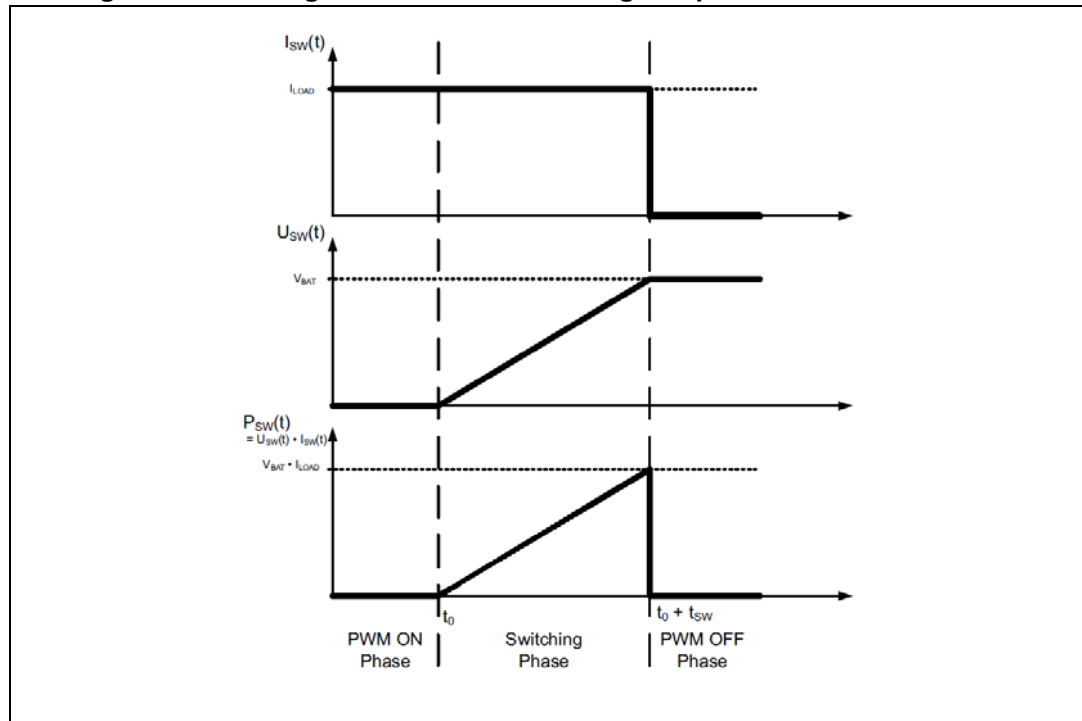 I_SW(t)
I_LOAD
U_SW(t)
V_BAT
P_SW(t)
= U_SW(t) • I_SW(t)
V_BAT • I_LOAD
t_0
t_0 + t_SW
PWM ON
Phase
Switching
Phase
PWM OFF
Phase